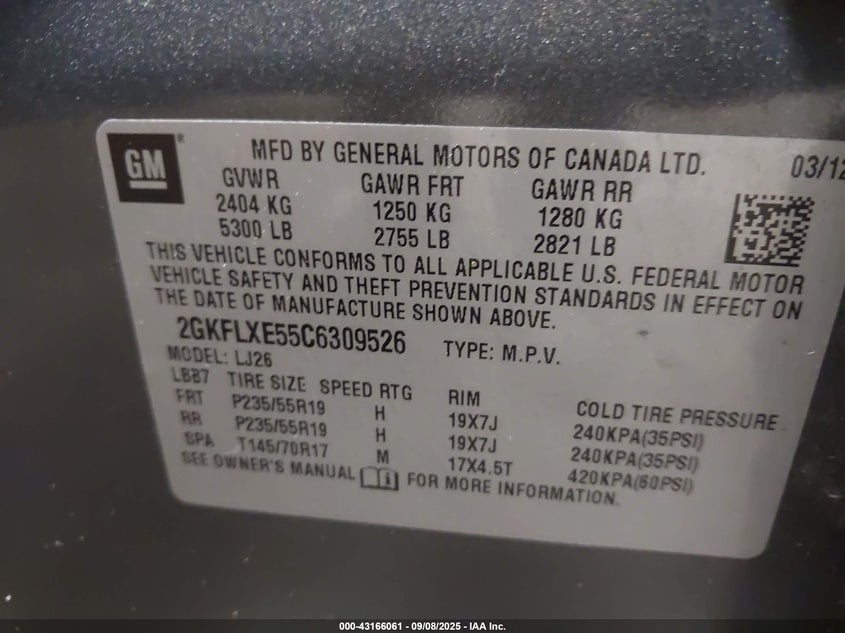 GM
MFD BY GENERAL MOTORS OF CANADA LTD. 03/12
GVWR GAWR FRT GAWR RR
2404 KG 1250 KG 1280 KG
5300 LB 2755 LB 2821 LB
THIS VEHICLE CONFORMS TO ALL APPLICABLE U.S. FEDERAL MOTOR
VEHICLE SAFETY AND THEFT PREVENTION STANDARDS IN EFFECT ON
THE DATE OF MANUFACTURE SHOWN ABOVE.
2GKFLXE55C6309526 TYPE: M.P.V.
MODEL: LJ26
LBB7 TIRE SIZE SPEED RTG RIM COLD TIRE PRESSURE
FRT P235/55R19 H 19X7J 240KPA(35PSI)
RR P235/55R19 H 19X7J 240KPA(35PSI)
SPA T145/70R17 M 17X4.5T 420KPA(60PSI)
SEE OWNER'S MANUAL FOR MORE INFORMATION.
000-43166061 - 09/08/2025 - IAA Inc.